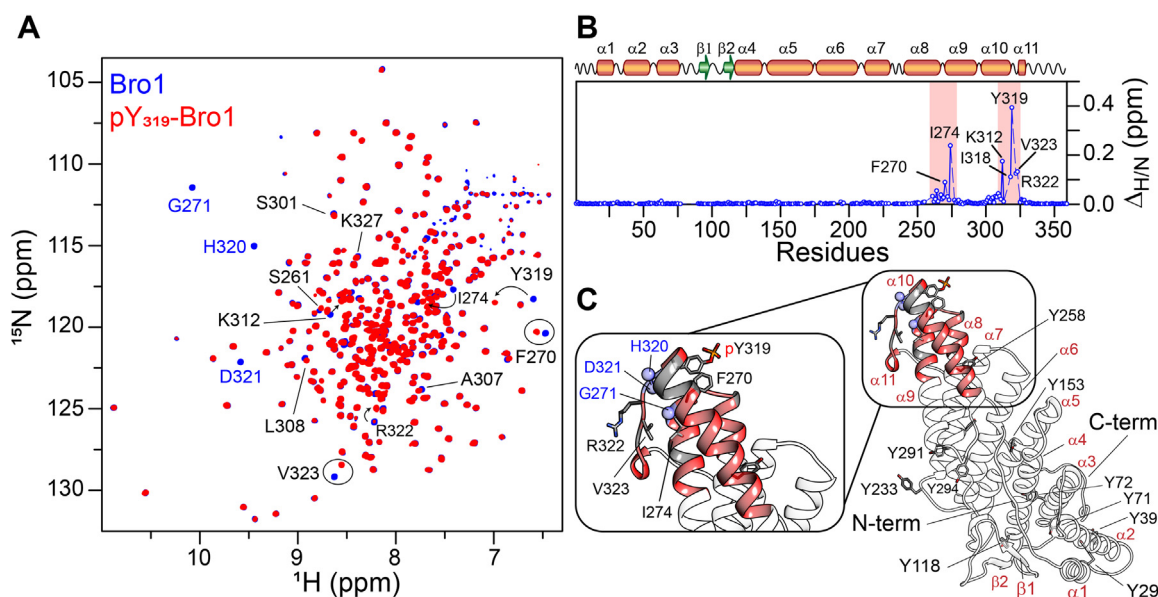 A
Bro1
pY₃₁₉-Bro1
105
110
115
120
125
130
¹⁵N (ppm)
G271
H320
D321
S301
K327
S261
K312
Y319
I274
F270
A307
L308
R322
V323
10
9
8
7
¹H (ppm)
B
α1 α2 α3 β1 β2 α4 α5 α6 α7 α8 α9 α10 α11
Y319
I274
K312
V323
I318
F270
R322
0.4
0.2
0.0
Δ H/N (ppm)
50 100 150 200 250 300 350
Residues
C
H320
pY319
D321
F270
G271
R322
V323
I274
α10
α8
α7
Y258
α11
α9
α6
Y153
α5
C-term
α4
α3
Y291
Y294
Y72
Y233
Y71
N-term
Y39
α2
Y118
β2
β1
α1
Y29